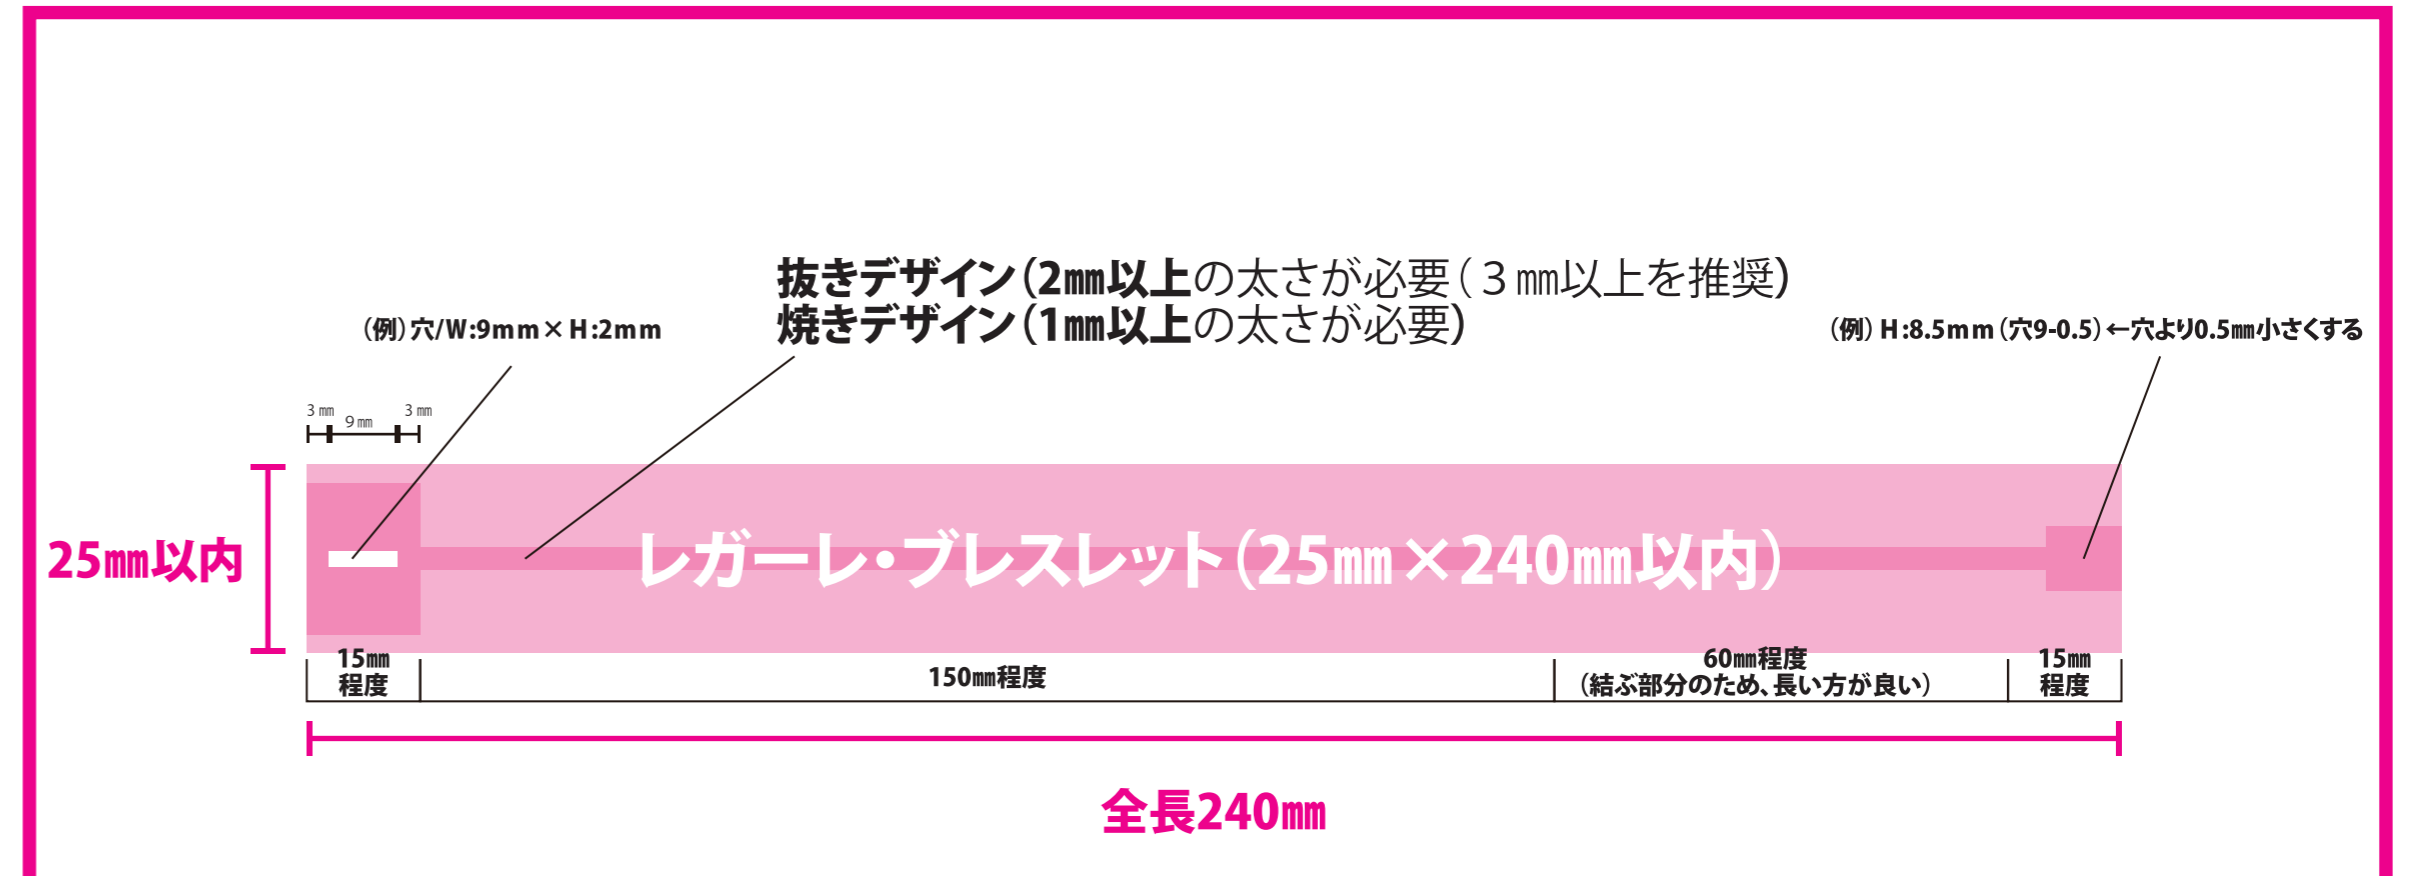 抜きデザイン（2㎜以上の太さが必要（３㎜以上を推奨）
焼きデザイン（1㎜以上の太さが必要）
（例）穴/W:9mm×H:2mm
（例）H:8.5mm（穴9-0.5）←穴より0.5㎜小さくする
3㎜
9㎜
3㎜
25㎜以内
レガーレ・ブレスレット（25㎜×240㎜以内）
15㎜
程度
150㎜程度
60㎜程度
（結ぶ部分のため、長い方が良い）
15㎜
程度
全長240㎜